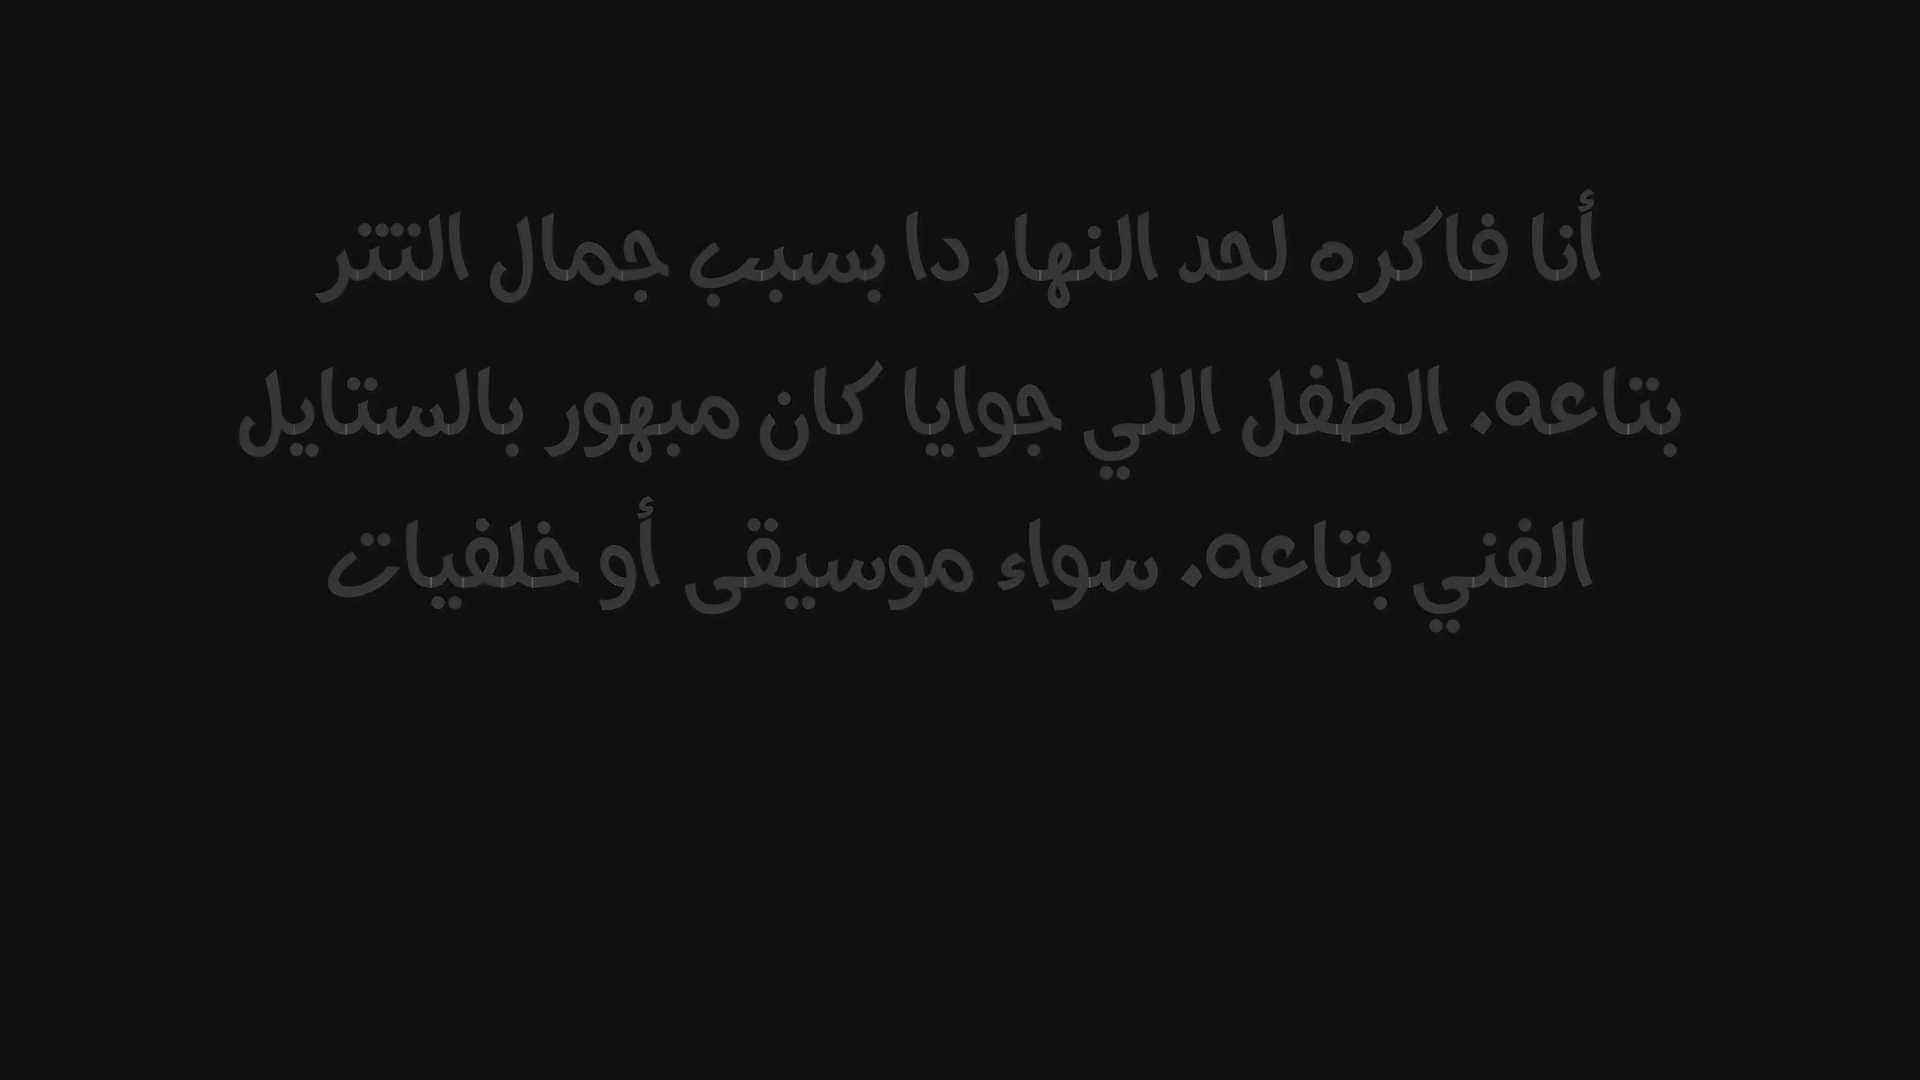 أنا فاكره لحد النهاردا بسبب جمال التتر
بتاعه. الطفل اللي جوايا كان مبهور بالستايل
الفني بتاعه. سواء موسيقى أو خلفيات